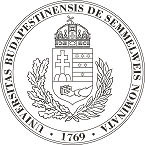 UNIVERSITAS BUDAPESTINENSIS DE SEMMELWEIS NOMINATA
· 1769 ·